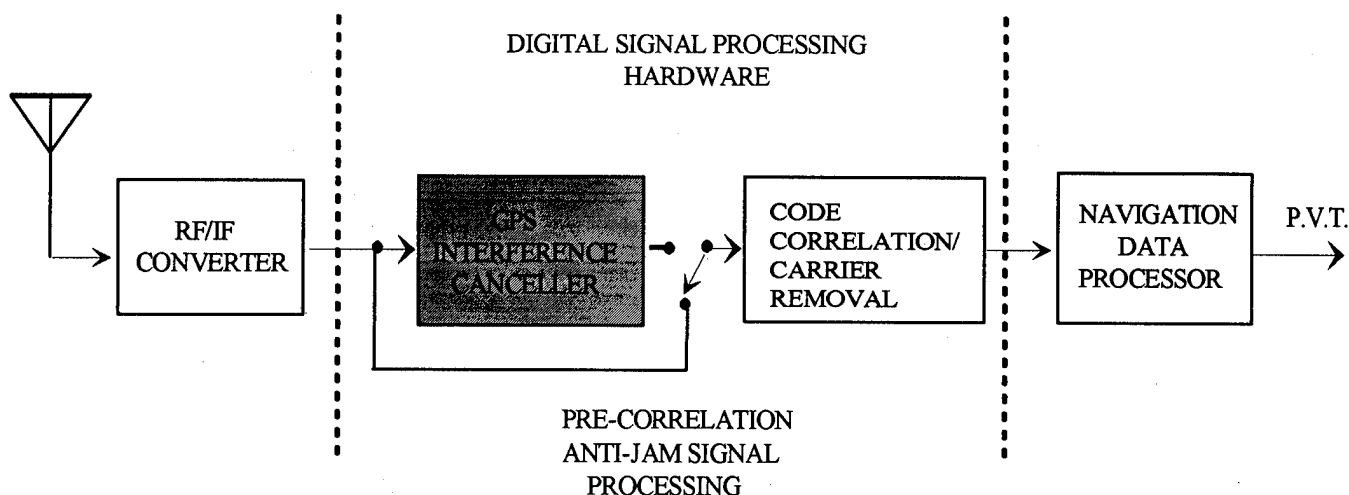 DIGITAL SIGNAL PROCESSING
HARDWARE
RF/IF
CONVERTER
GPS
INTERFERENCE
CANCELLER
CODE
CORRELATION/
CARRIER
REMOVAL
NAVIGATION
DATA
PROCESSOR
P.V.T.
PRE-CORRELATION
ANTI-JAM SIGNAL
PROCESSING